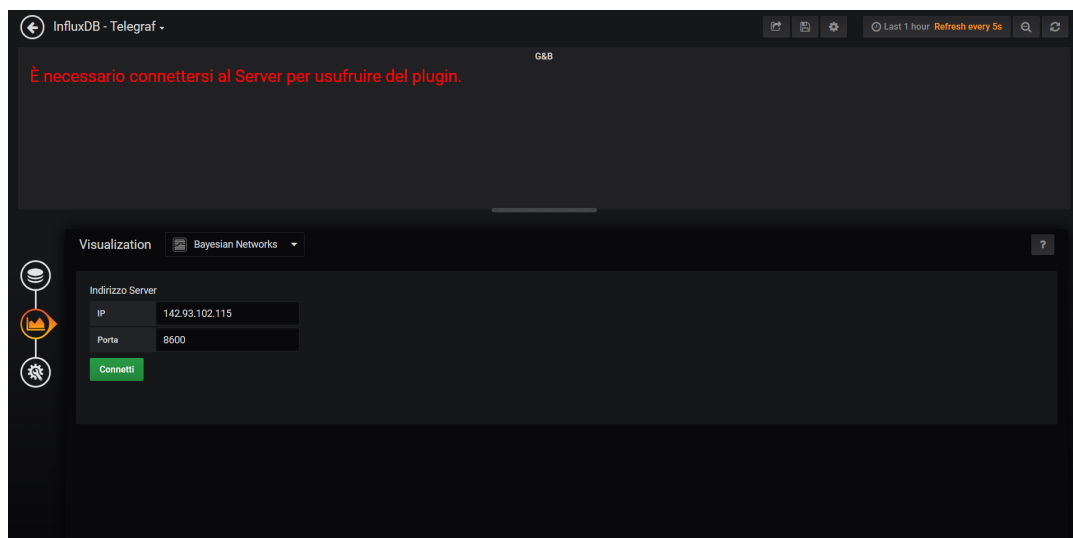 InfluxDB - Telegraf
Last 1 hour Refresh every 5s
G&B
È necessario connettersi al Server per usufruire del plugin.
Visualization Bayesian Networks ?
Indirizzo Server
IP 142.93.102.115
Porta 8600
Connetti